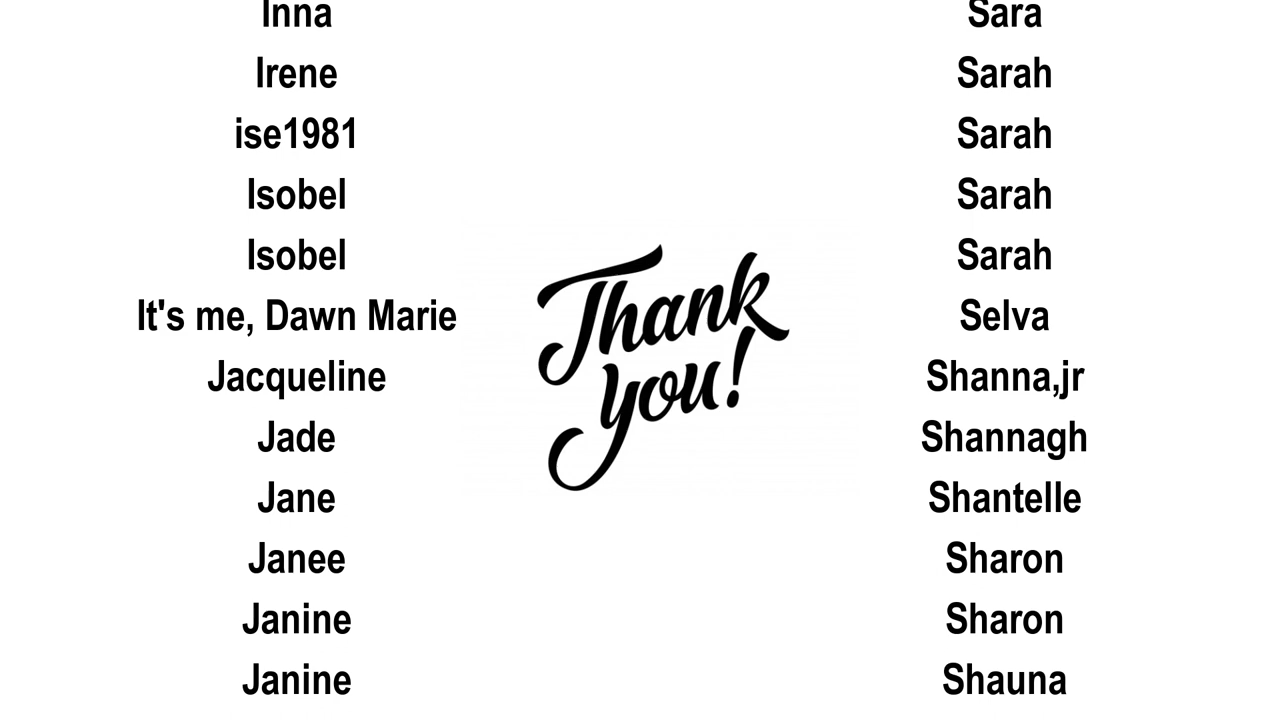 Inna
Irene
ise1981
Isobel
Isobel
It's me, Dawn Marie
Jacqueline
Jade
Jane
Janee
Janine
Janine
Thank
you!
Sara
Sarah
Sarah
Sarah
Sarah
Selva
Shanna,jr
Shannagh
Shantelle
Sharon
Sharon
Shauna